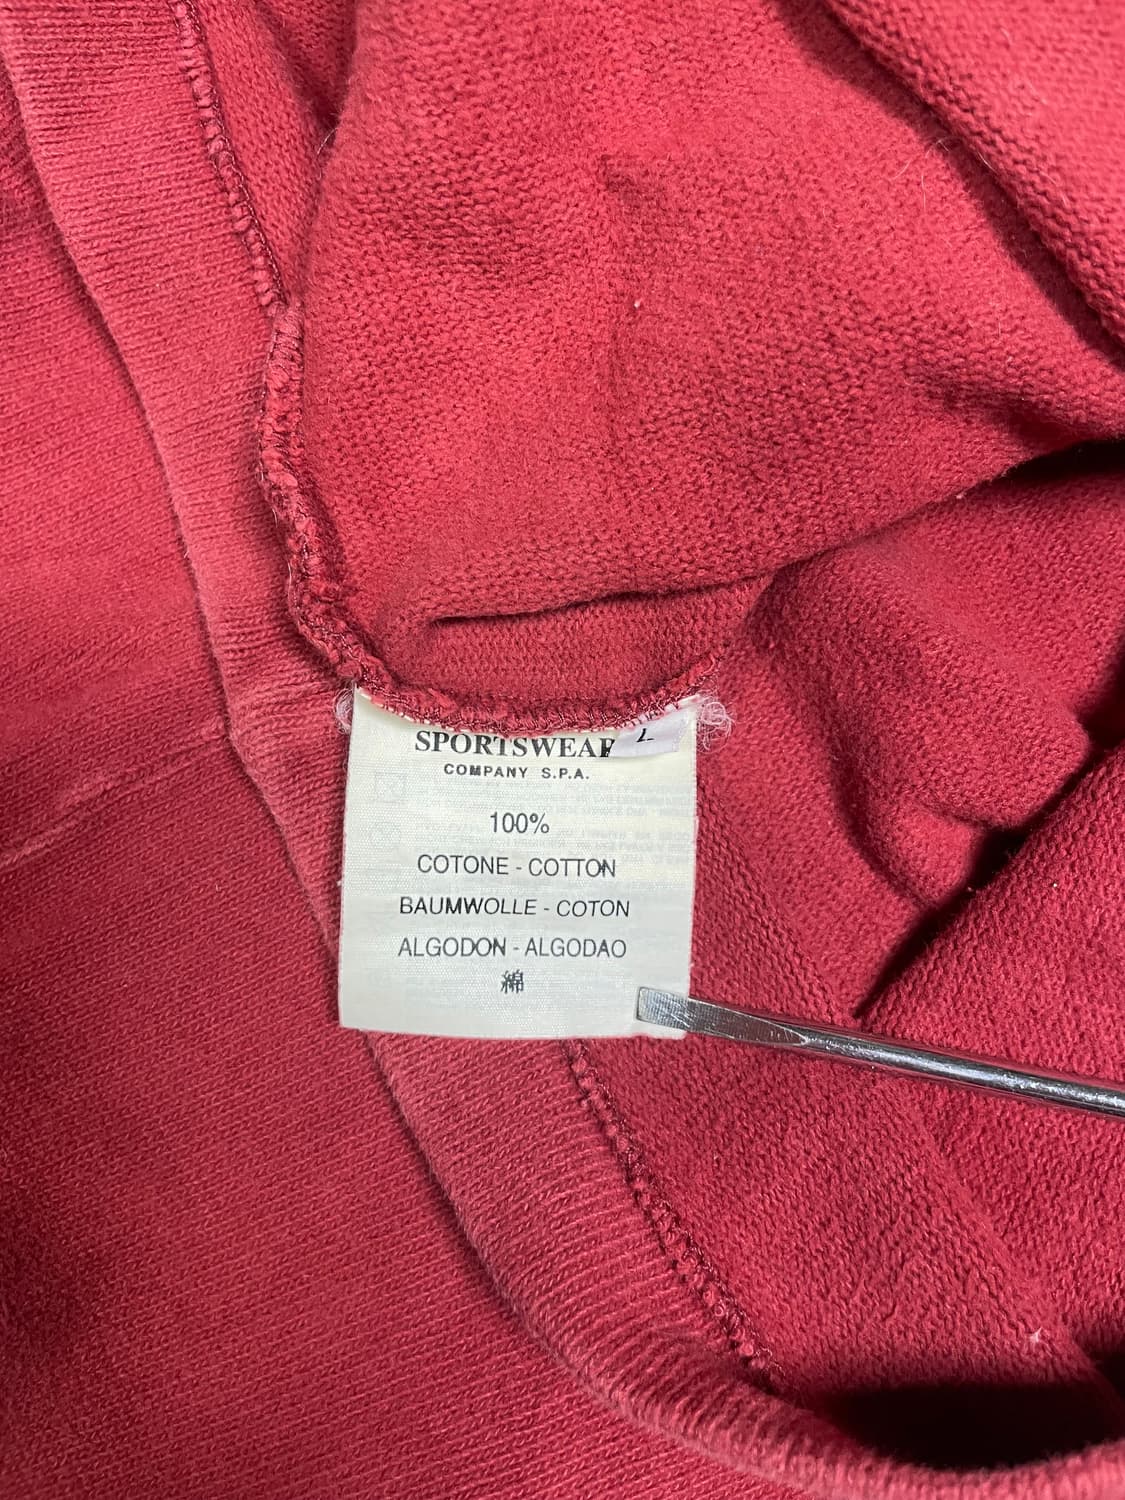 SPORTSWEAR
L
COMPANY S.P.A.
100%
COTONE - COTTON
BAUMWOLLE - COTON
ALGODON - ALGODAO
綿